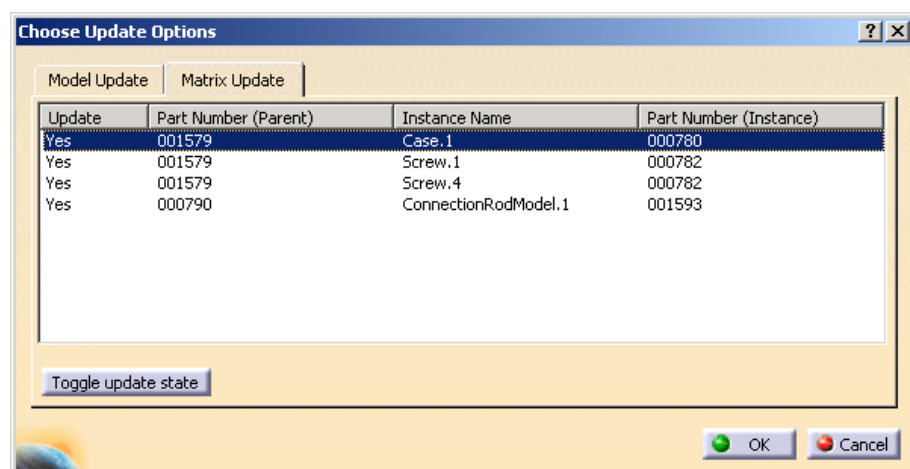 Choose Update Options
Model Update Matrix Update
Update Part Number (Parent) Instance Name Part Number (Instance)
Yes 001579 Case.1 000780
Yes 001579 Screw.1 000782
Yes 001579 Screw.4 000782
Yes 000790 ConnectionRodModel.1 001593
Toggle update state
OK Cancel